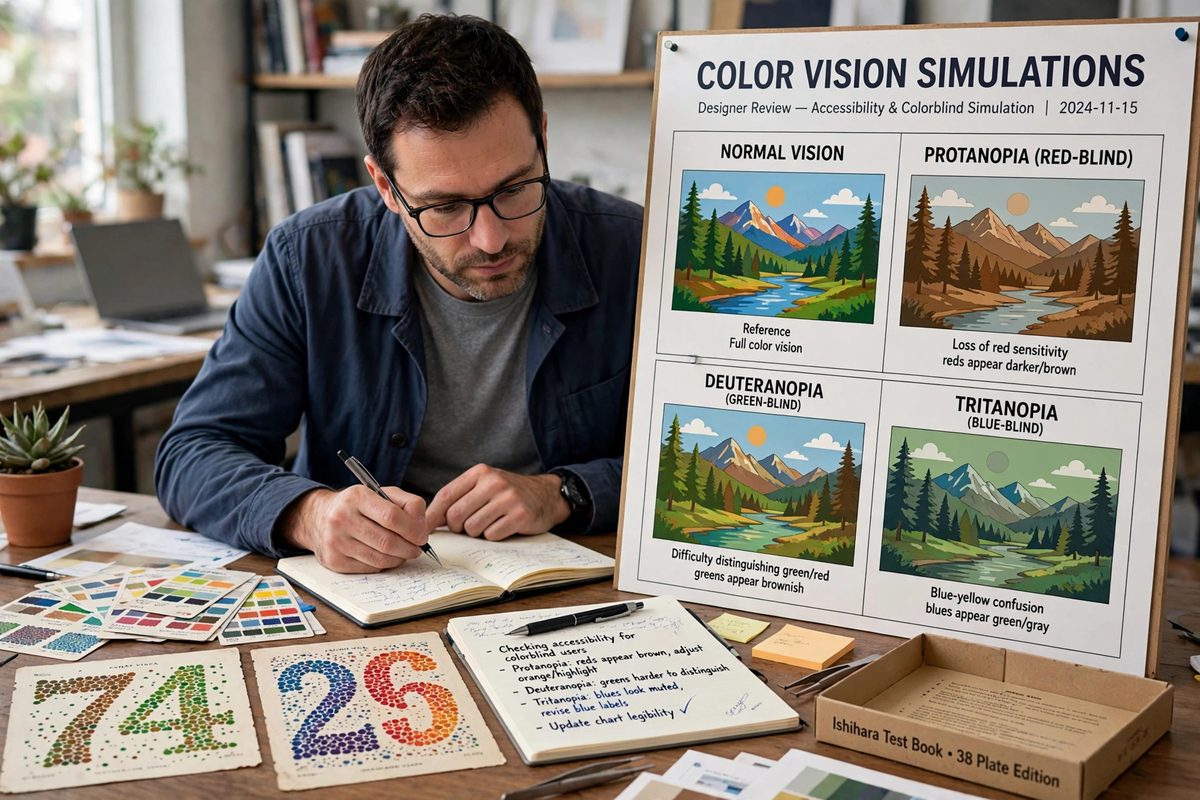 COLOR VISION SIMULATIONS
Designer Review — Accessibility & Colorblind Simulation | 2024-11-15
NORMAL VISION
Reference
Full color vision
PROTANOPIA (RED-BLIND)
Loss of red sensitivity
reds appear darker/brown
DEUTERANOPIA
(GREEN-BLIND)
Difficulty distinguishing green/red
greens appear brownish
TRITANOPIA
(BLUE-BLIND)
Blue-yellow confusion
blues appear green/gray
74
26
- Checking accessibility for
colorblind users
- Protanopia: reds appear brown, adjust
orange/highlight
- Deuteranopia: greens harder to distinguish
- Tritanopia: blues look muted,
revise blue labels
- Update chart legibility ✓
Ishihara Test Book • 38 Plate Edition